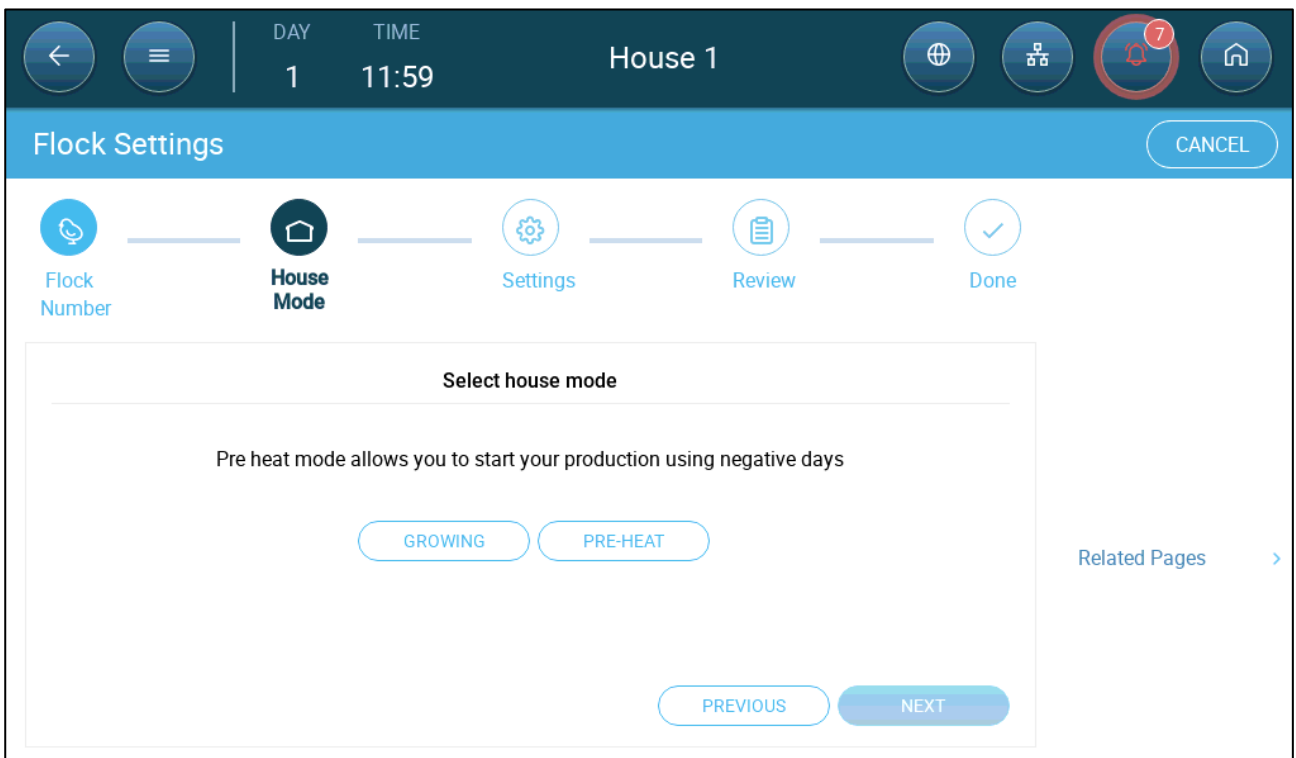 DAY TIME
1 11:59
House 1
7
Flock Settings
CANCEL
Flock
Number
House
Mode
Settings
Review
Done
Select house mode
Pre heat mode allows you to start your production using negative days
GROWING
PRE-HEAT
Related Pages
PREVIOUS
NEXT